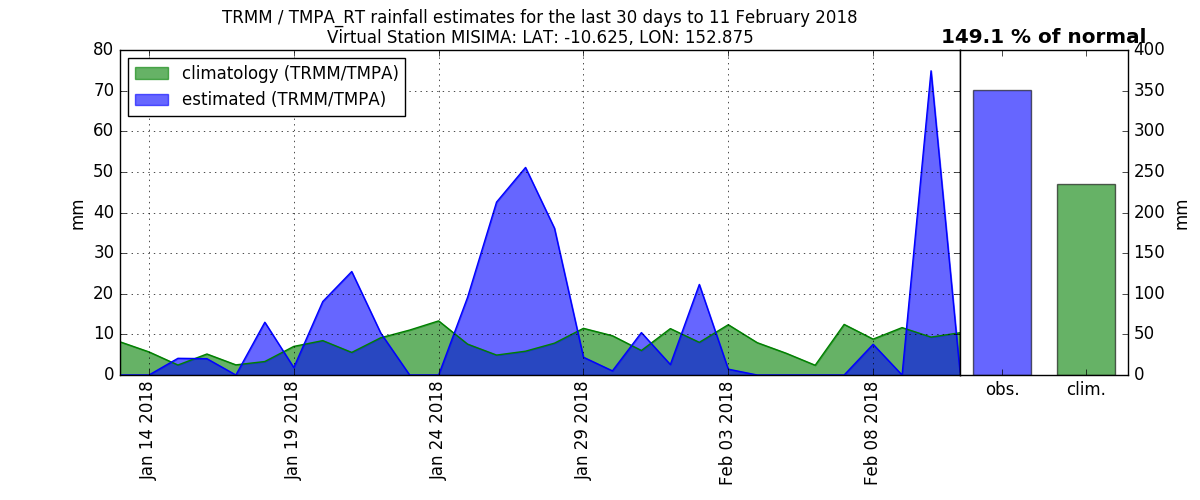 TRMM / TMPA_RT rainfall estimates for the last 30 days to 11 February 2018
Virtual Station MISIMA: LAT: -10.625, LON: 152.875
149.1 % of normal
climatology (TRMM/TMPA)
estimated (TRMM/TMPA)
80
70
60
50
40
30
20
10
0
mm
Jan 14 2018
Jan 19 2018
Jan 24 2018
Jan 29 2018
Feb 03 2018
Feb 08 2018
obs.
clim.
400
350
300
250
200
150
100
50
0
mm